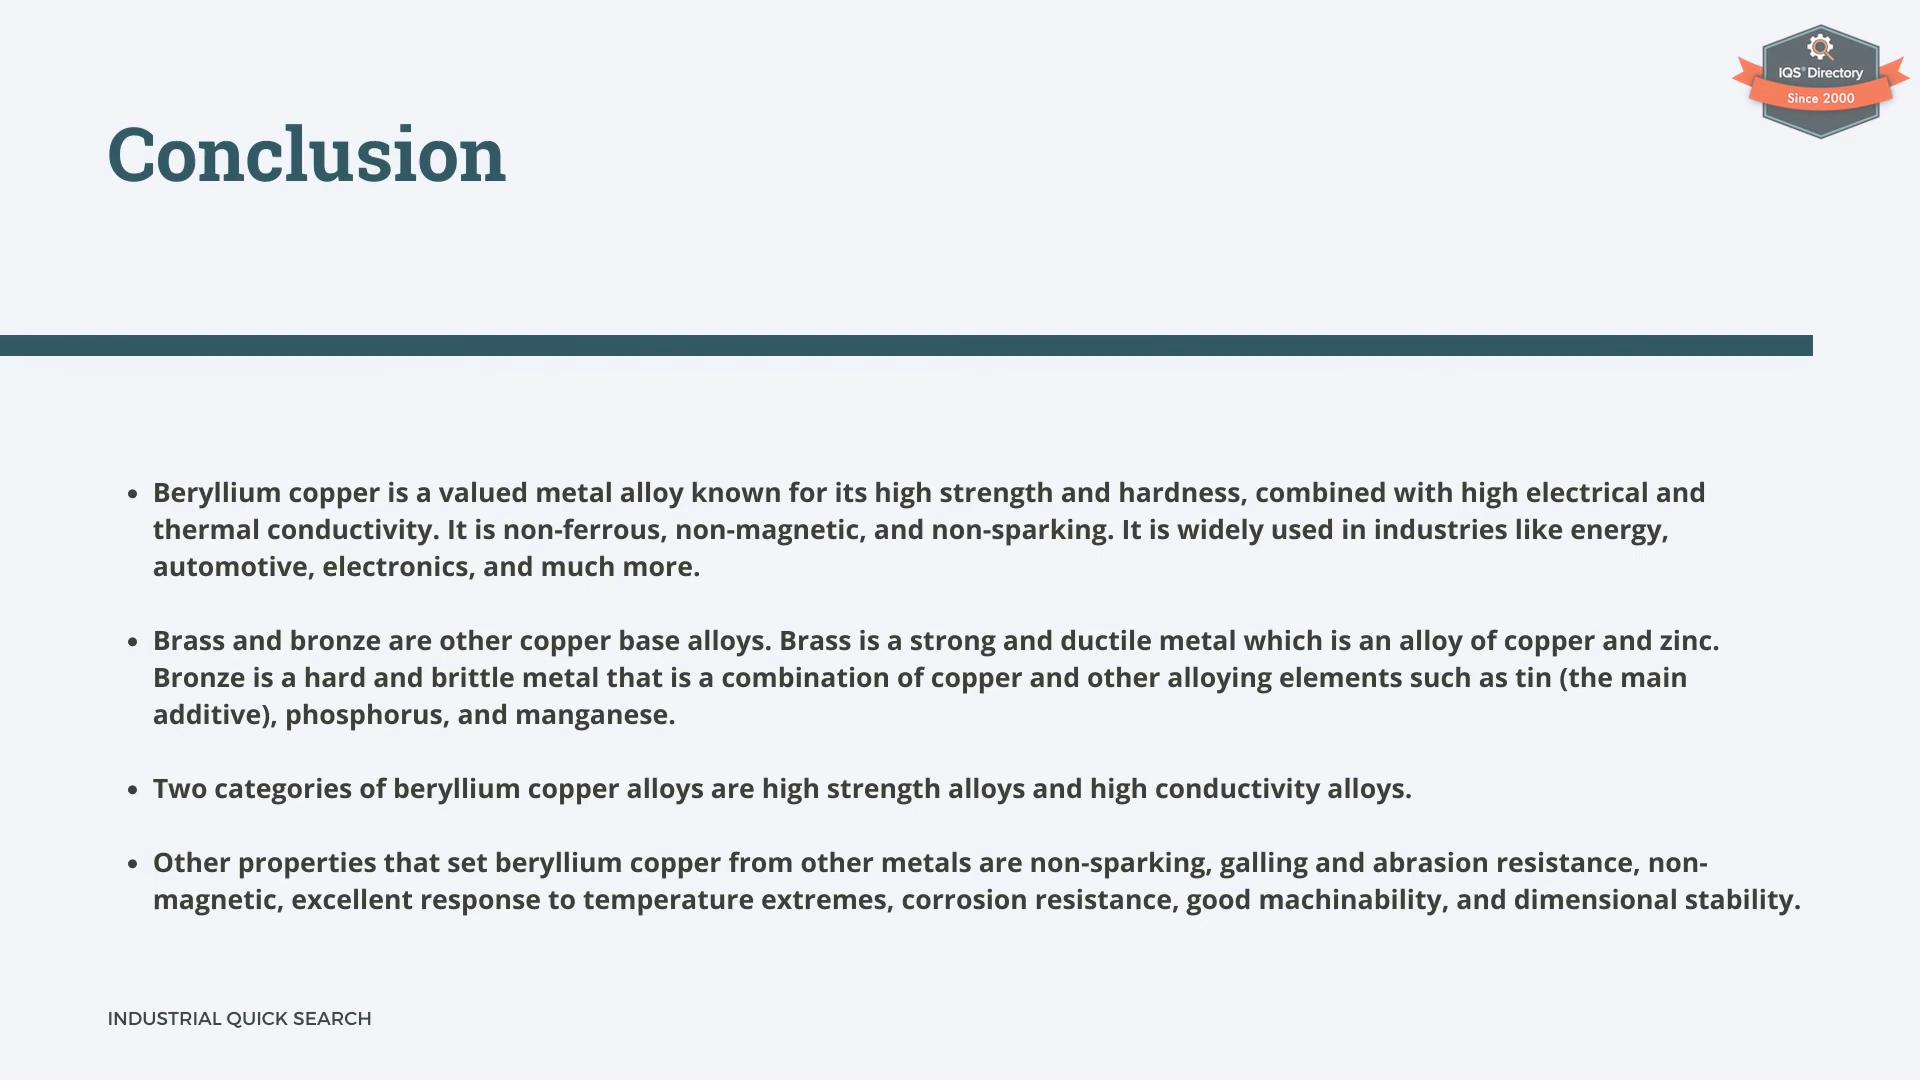 IQS® Directory
Since 2000
Conclusion
• Beryllium copper is a valued metal alloy known for its high strength and hardness, combined with high electrical and
thermal conductivity. It is non-ferrous, non-magnetic, and non-sparking. It is widely used in industries like energy,
automotive, electronics, and much more.
• Brass and bronze are other copper base alloys. Brass is a strong and ductile metal which is an alloy of copper and zinc.
Bronze is a hard and brittle metal that is a combination of copper and other alloying elements such as tin (the main
additive), phosphorus, and manganese.
• Two categories of beryllium copper alloys are high strength alloys and high conductivity alloys.
• Other properties that set beryllium copper from other metals are non-sparking, galling and abrasion resistance, non-
magnetic, excellent response to temperature extremes, corrosion resistance, good machinability, and dimensional stability.
INDUSTRIAL QUICK SEARCH